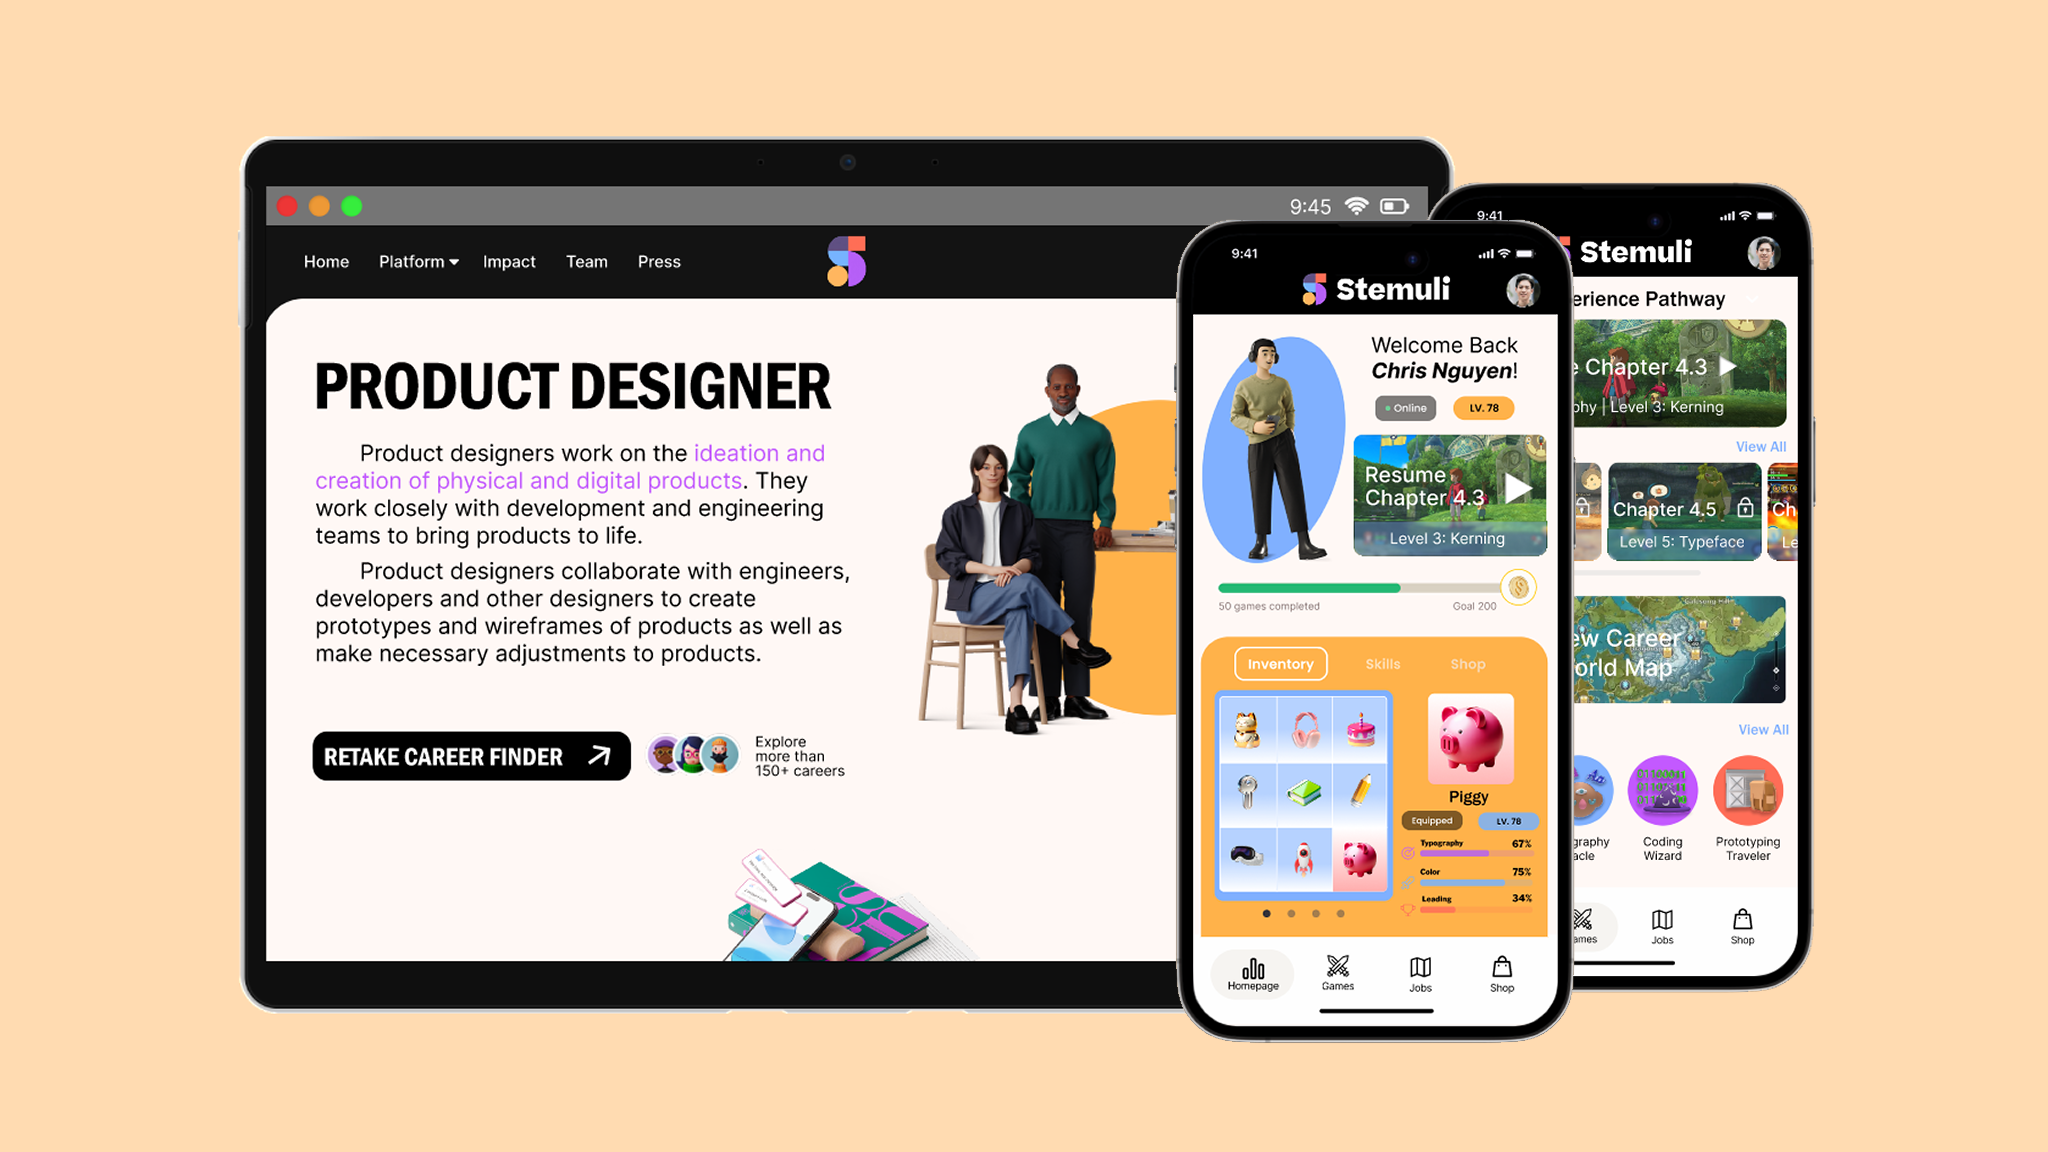 9:45
Home Platform Impact Team Press
PRODUCT DESIGNER
Product designers work on the ideation and
creation of physical and digital products. They
work closely with development and engineering
teams to bring products to life.
Product designers collaborate with engineers,
developers and other designers to create
prototypes and wireframes of products as well as
make necessary adjustments to products.
RETAKE CAREER FINDER
Explore
more than
150+ careers
9:41
Stemuli
Welcome Back
Chris Nguyen!
Online
LV. 78
Resume
Chapter 4.3
Level 3: Kerning
50 games completed
Goal 200
Inventory Skills Shop
Piggy
Equipped
LV. 78
Typography 67%
Color 75%
Leading 34%
Homepage Games Jobs Shop
9:41
Stemuli
erience Pathway
e Chapter 4.3
phy | Level 3: Kerning
View All
Chapter 4.5
Level 5: Typeface
Ch
Le
ew Career
orld Map
View All
graphy
acle
Coding
Wizard
Prototyping
Traveler
ames Jobs Shop